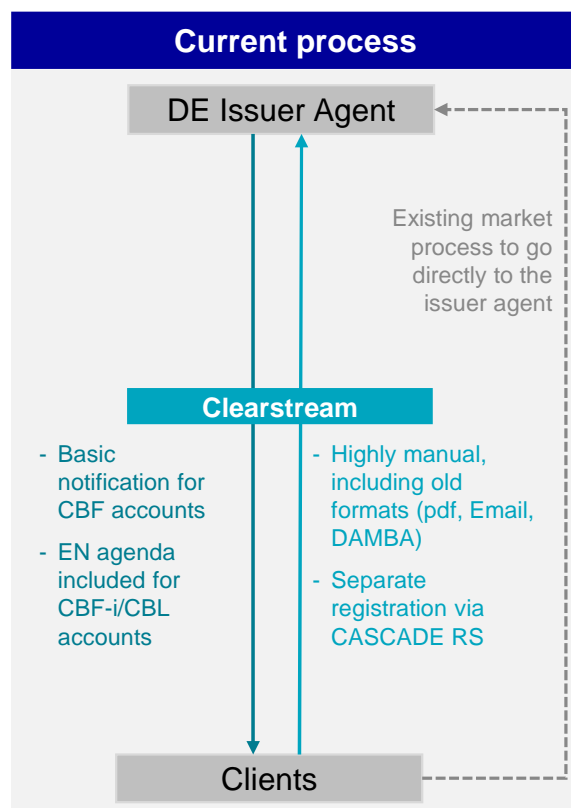 Current process
DE Issuer Agent
Existing market
process to go
directly to the
issuer agent
Clearstream
- Basic
notification for
CBF accounts
- EN agenda
included for
CBF-i/CBL
accounts
- Highly manual,
including old
formats (pdf, Email,
DAMBA)
- Separate
registration via
CASCADE RS
Clients